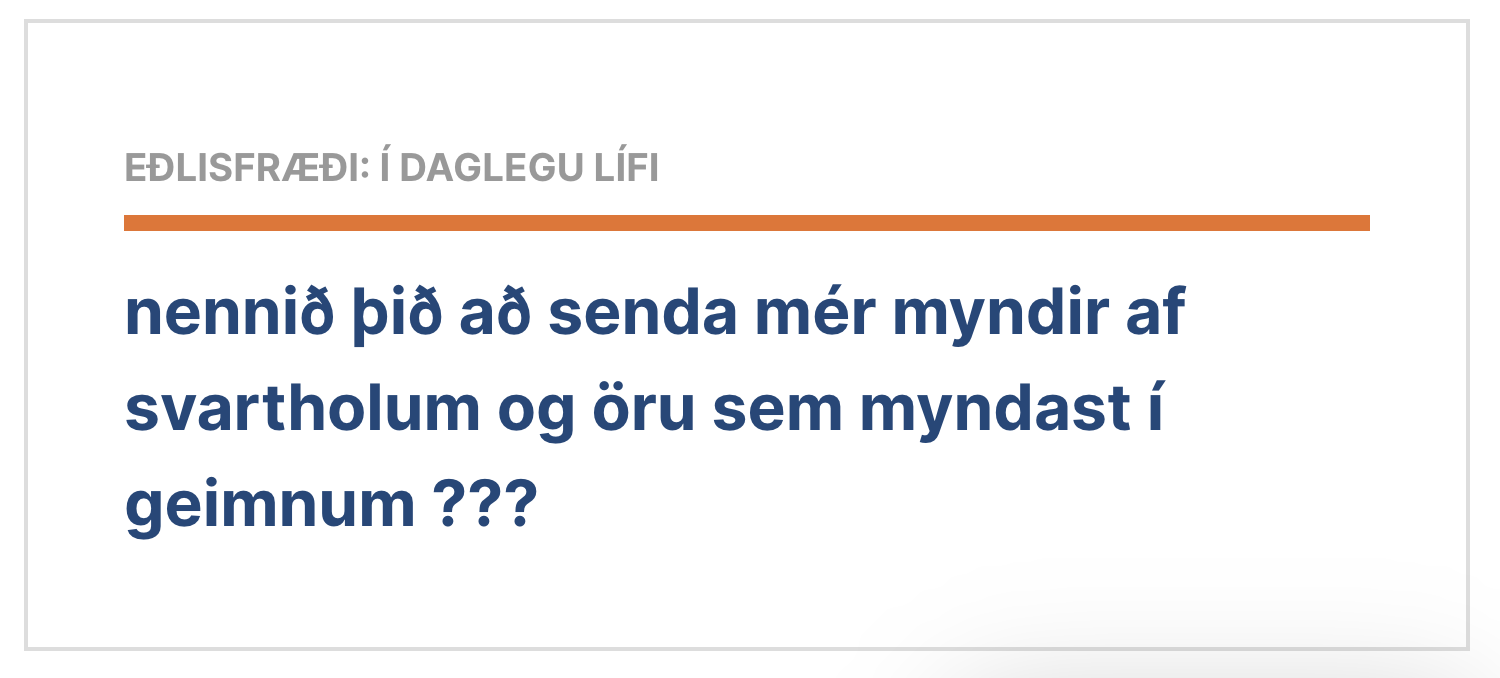 EÐLISFRÆÐI: Í DAGLEGU LÍFI
nennið þið að senda mér myndir af
svartholum og öru sem myndast í
geimnum ???